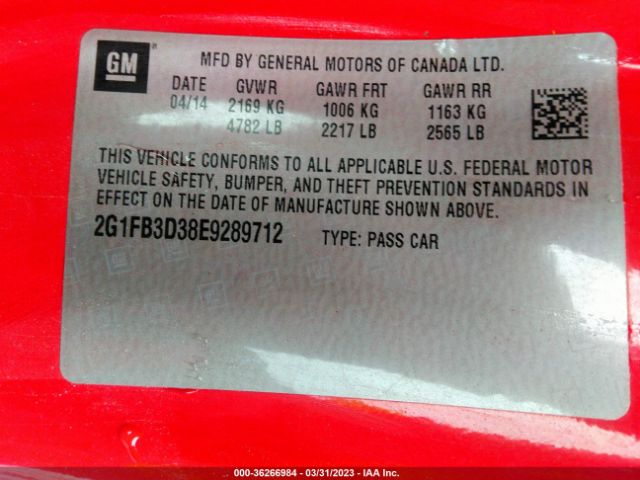 GM
MFD BY GENERAL MOTORS OF CANADA LTD.
DATE GVWR GAWR FRT GAWR RR
04/14 2169 KG 1006 KG 1163 KG
4782 LB 2217 LB 2565 LB
THIS VEHICLE CONFORMS TO ALL APPLICABLE U.S. FEDERAL MOTOR
VEHICLE SAFETY, BUMPER, AND THEFT PREVENTION STANDARDS IN
EFFECT ON THE DATE OF MANUFACTURE SHOWN ABOVE.
2G1FB3D38E9289712 TYPE: PASS CAR
000-36266984 - 03/31/2023 - IAA Inc.